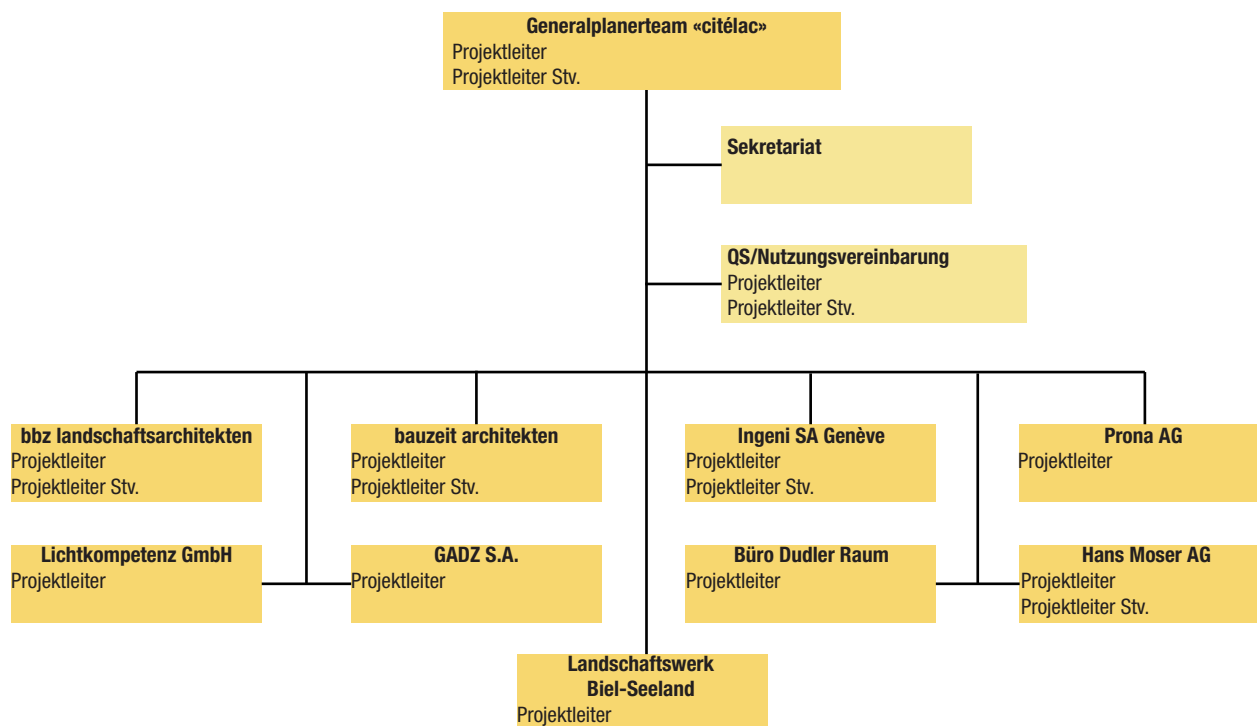 Generalplanerteam «citélac»
Projektleiter
Projektleiter Stv.
Sekretariat
QS/Nutzungsvereinbarung
Projektleiter
Projektleiter Stv.
bbz landschaftsarchitekten
Projektleiter
Projektleiter Stv.
bauzeit architekten
Projektleiter
Projektleiter Stv.
Ingeni SA Genève
Projektleiter
Projektleiter Stv.
Prona AG
Projektleiter
Lichtkompetenz GmbH
Projektleiter
GADZ S.A.
Projektleiter
Büro Dudler Raum
Projektleiter
Hans Moser AG
Projektleiter
Projektleiter Stv.
Landschaftswerk
Biel-Seeland
Projektleiter